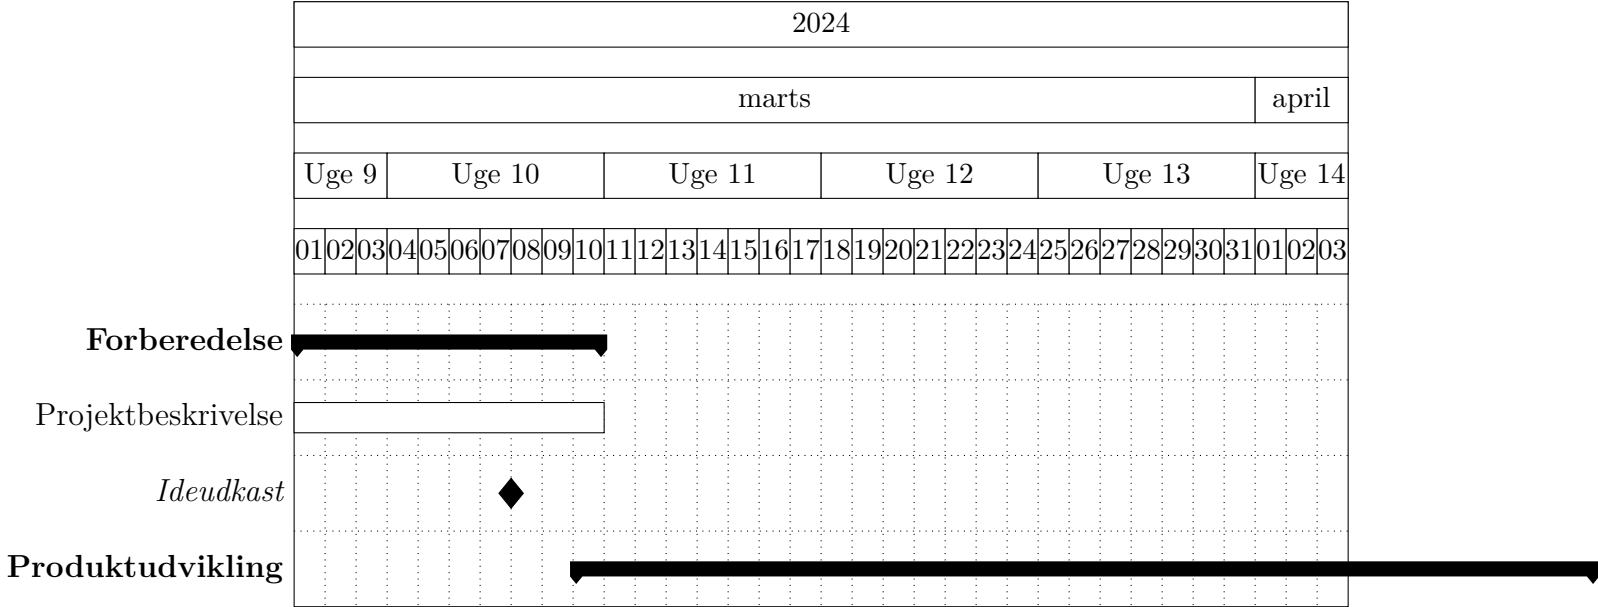 2024
marts april
Uge 9 Uge 10 Uge 11 Uge 12 Uge 13 Uge 14
01 02 03 04 05 06 07 08 09 10 11 12 13 14 15 16 17 18 19 20 21 22 23 24 25 26 27 28 29 30 31 01 02 03
Forberedelse
Projektbeskrivelse
Ideudkast
Produktudvikling